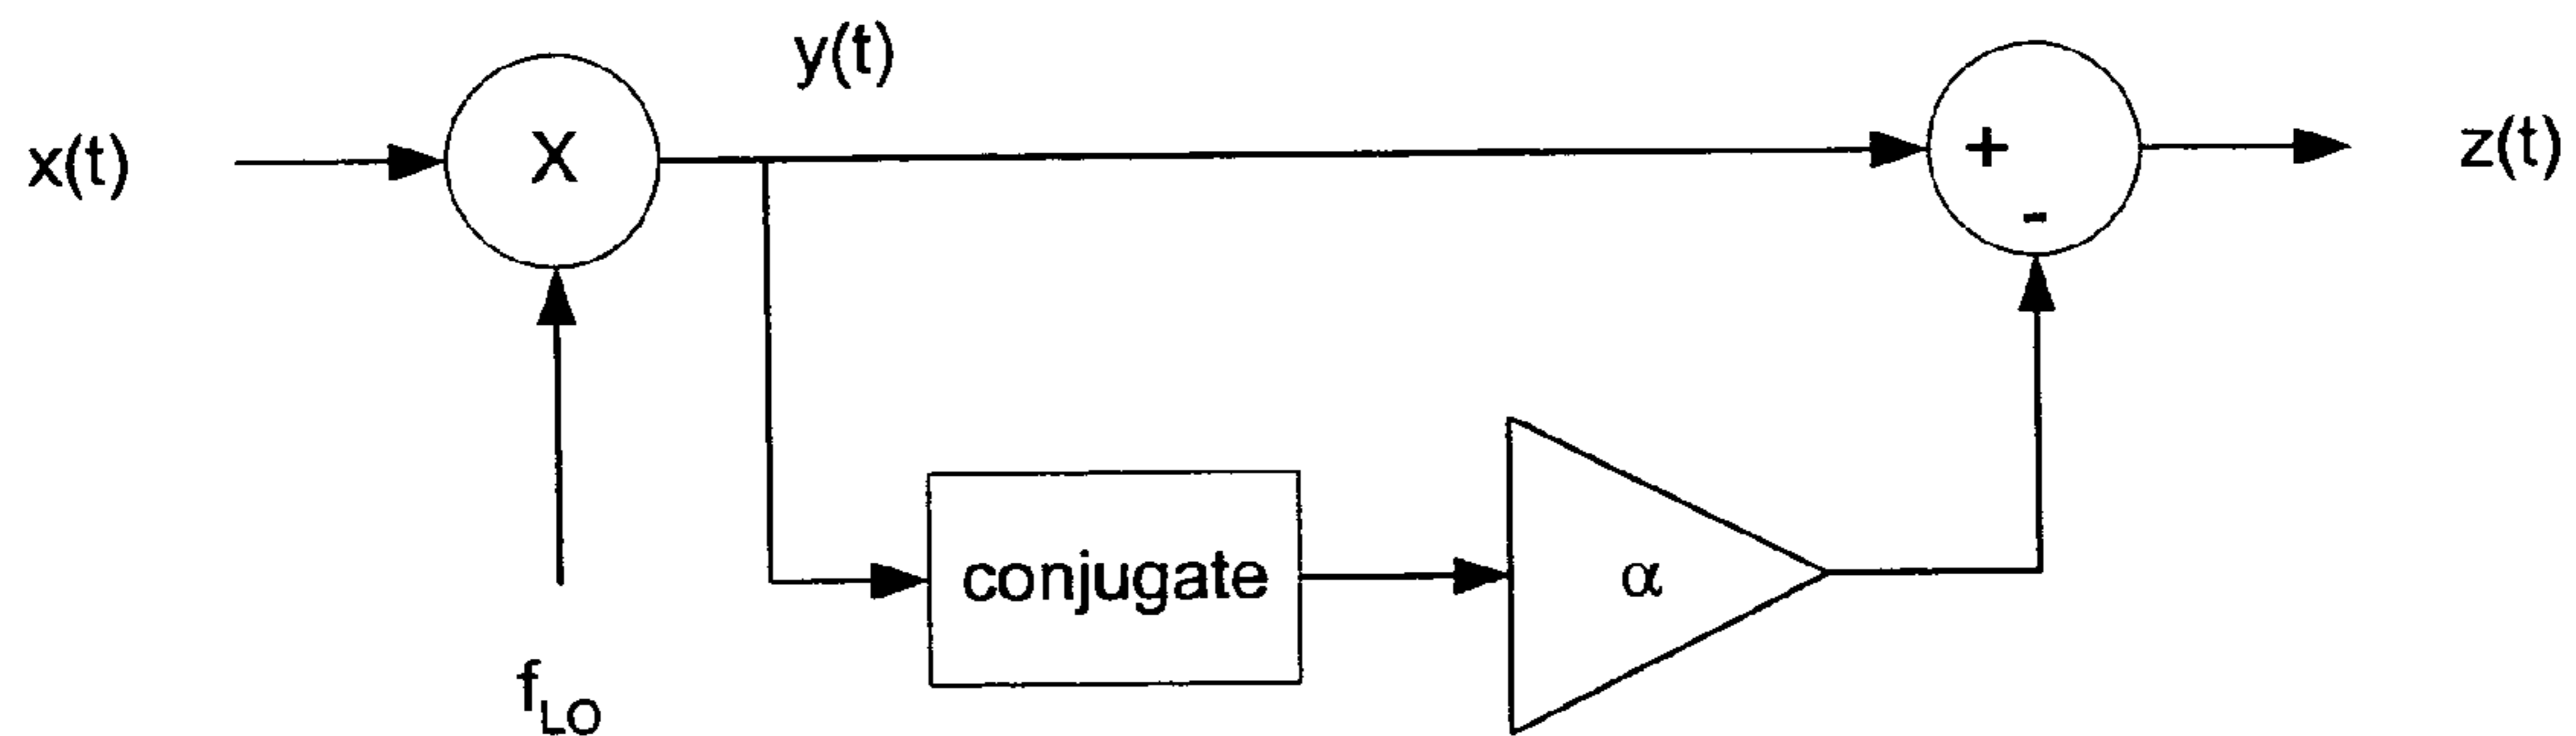 y(t)
x(t)
X
+
-
z(t)
conjugate
α
f_LO